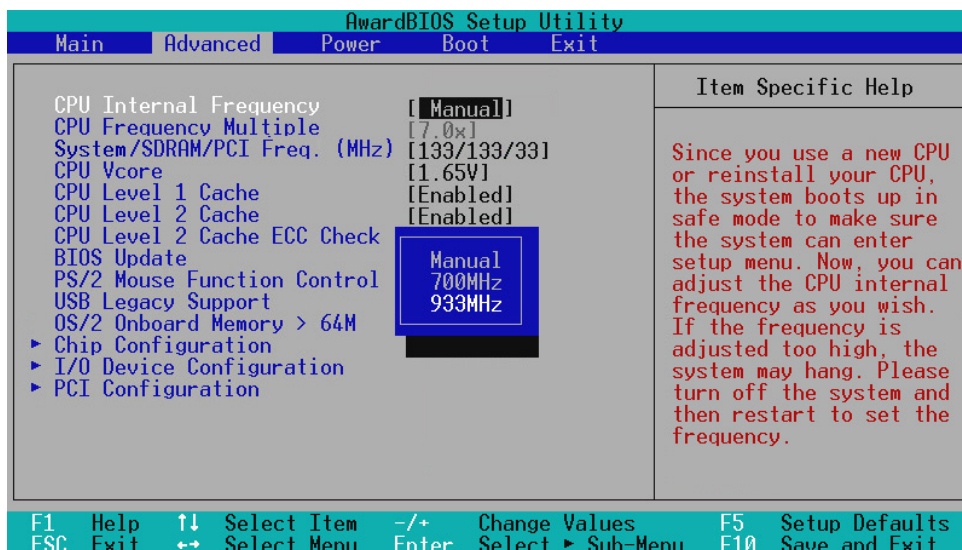 AwardBIOS Setup Utility
Main Advanced Power Boot Exit
CPU Internal Frequency [ Manual]
CPU Frequency Multiple [7.0x]
System/SDRAM/PCI Freq. (MHz) [133/133/33]
CPU Vcore [1.65V]
CPU Level 1 Cache [Enabled]
CPU Level 2 Cache [Enabled]
CPU Level 2 Cache ECC Check
BIOS Update
PS/2 Mouse Function Control
USB Legacy Support
OS/2 Onboard Memory > 64M
► Chip Configuration
► I/O Device Configuration
► PCI Configuration
Manual
700MHz
933MHz
Item Specific Help
Since you use a new CPU
or reinstall your CPU,
the system boots up in
safe mode to make sure
the system can enter
setup menu. Now, you can
adjust the CPU internal
frequency as you wish.
If the frequency is
adjusted too high, the
system may hang. Please
turn off the system and
then restart to set the
frequency.
F1 Help ↑↓ Select Item -/+ Change Values F5 Setup Defaults
ESC Exit ←→ Select Menu Enter Select ► Sub-Menu F10 Save and Exit